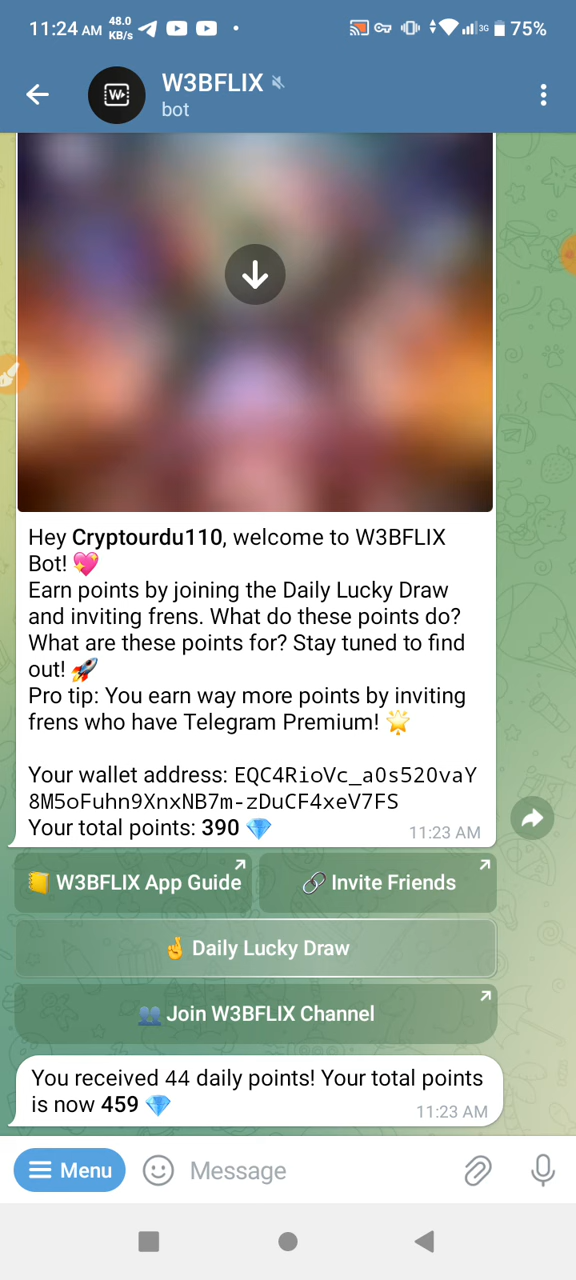 11:24 AM 48.0 KB/s 3G 75%
W3BFLIX
bot
Hey Cryptourdu110, welcome to W3BFLIX
Bot! 💖
Earn points by joining the Daily Lucky Draw
and inviting frens. What do these points do?
What are these points for? Stay tuned to find
out! 🚀
Pro tip: You earn way more points by inviting
frens who have Telegram Premium! 🌟
Your wallet address: EQC4RioVc_a0s520vaY
8M5oFuhn9XnxNB7m-zDuCF4xeV7FS
Your total points: 390 💎 11:23 AM
📒 W3BFLIX App Guide
🔗 Invite Friends
🤞 Daily Lucky Draw
👥 Join W3BFLIX Channel
You received 44 daily points! Your total points
is now 459 💎 11:23 AM
Menu Message